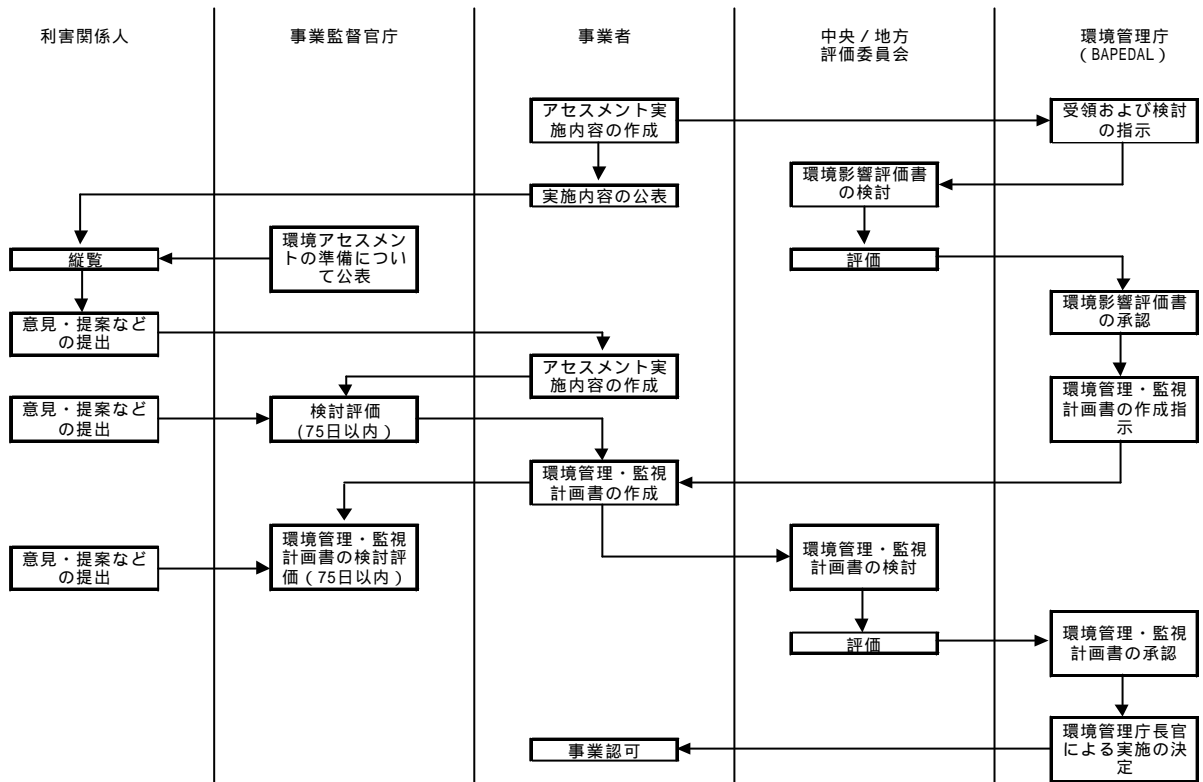 利害関係人
事業監督官庁
事業者
中央/地方
評価委員会
環境管理庁
(BAPEDAL)
アセスメント実
施内容の作成
受領および検討
の指示
実施内容の公表
環境影響評価書
の検討
縦覧
環境アセスメン
トの準備につい
て公表
評価
意見・提案など
の提出
環境影響評価書
の承認
アセスメント実
施内容の作成
意見・提案など
の提出
検討評価
(75日以内)
環境管理・監視
計画書の作成指
示
環境管理・監視
計画書の作成
意見・提案など
の提出
環境管理・監視
計画書の検討評
価(75日以内)
環境管理・監視
計画書の検討
評価
環境管理・監視
計画書の承認
事業認可
環境管理庁長官
による実施の決
定